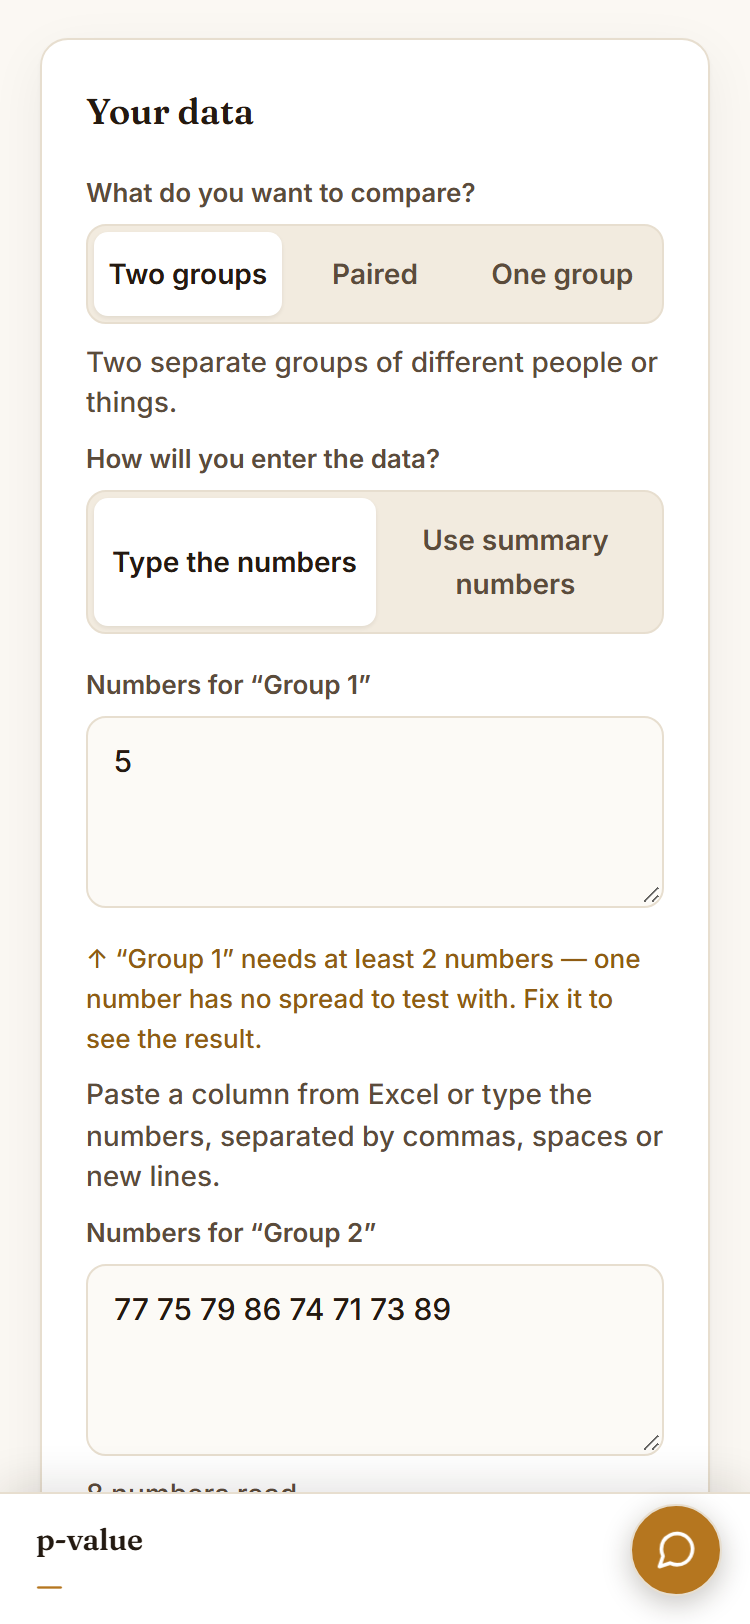 Your data
What do you want to compare?
Two groups
Paired
One group
Two separate groups of different people or
things.
How will you enter the data?
Type the numbers
Use summary
numbers
Numbers for “Group 1”
5
↑ “Group 1” needs at least 2 numbers — one
number has no spread to test with. Fix it to
see the result.
Paste a column from Excel or type the
numbers, separated by commas, spaces or
new lines.
Numbers for “Group 2”
77 75 79 86 74 71 73 89
8 numbers read
p-value
—